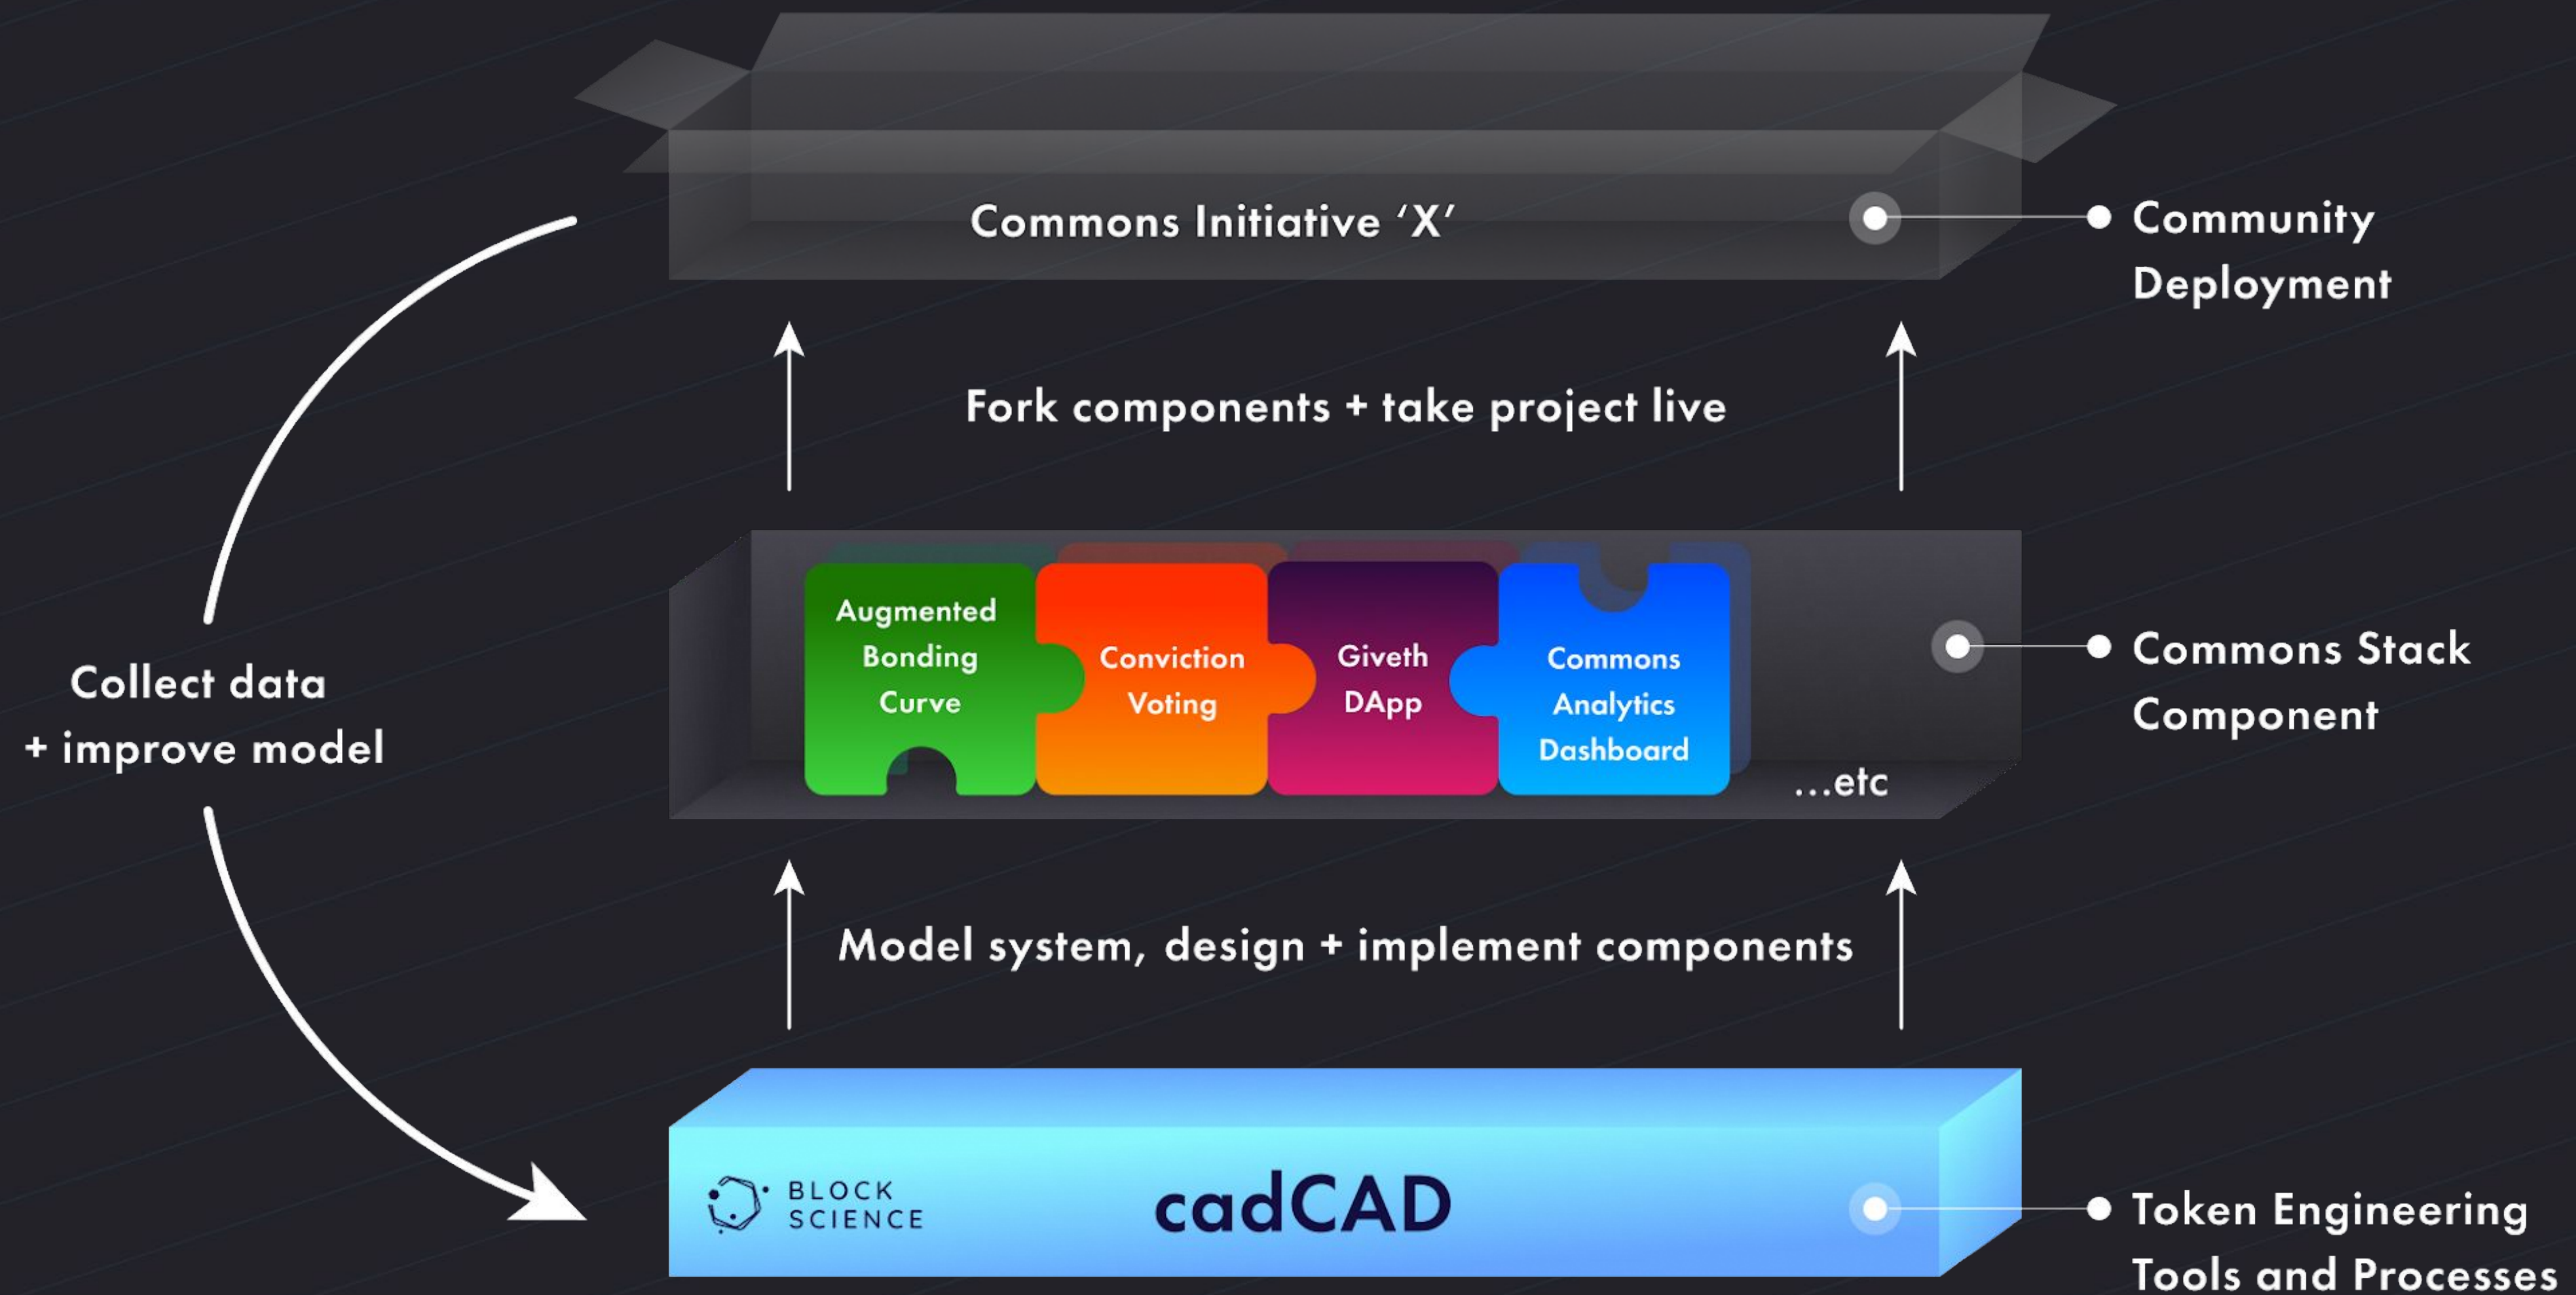 Commons Initiative ‘X’
Community
Deployment
Fork components + take project live
Collect data
+ improve model
Augmented
Bonding
Curve
Conviction
Voting
Giveth
DApp
Commons
Analytics
Dashboard
...etc
Commons Stack
Component
Model system, design + implement components
BLOCK
SCIENCE
cadCAD
Token Engineering
Tools and Processes